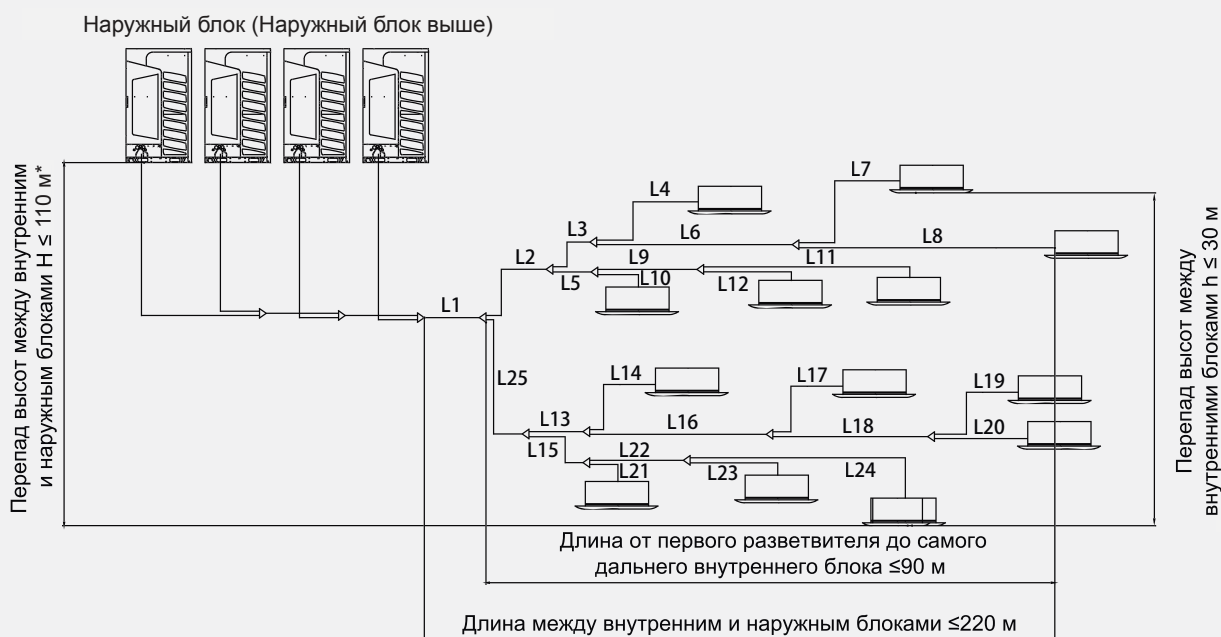 Наружный блок (Наружный блок выше)
Перепад высот между внутренним
и наружным блоками H ≤ 110 м*
L7
L4
L3
L6
L8
L2
L9
L11
L5
L10
L12
L1
L25
L14
L17
L19
L13
L16
L18
L20
L15
L22
L21
L23
L24
Перепад высот между
внутренними блоками h ≤ 30 м
Длина от первого разветвителя до самого
дальнего внутреннего блока ≤90 м
Длина между внутренним и наружным блоками ≤220 м